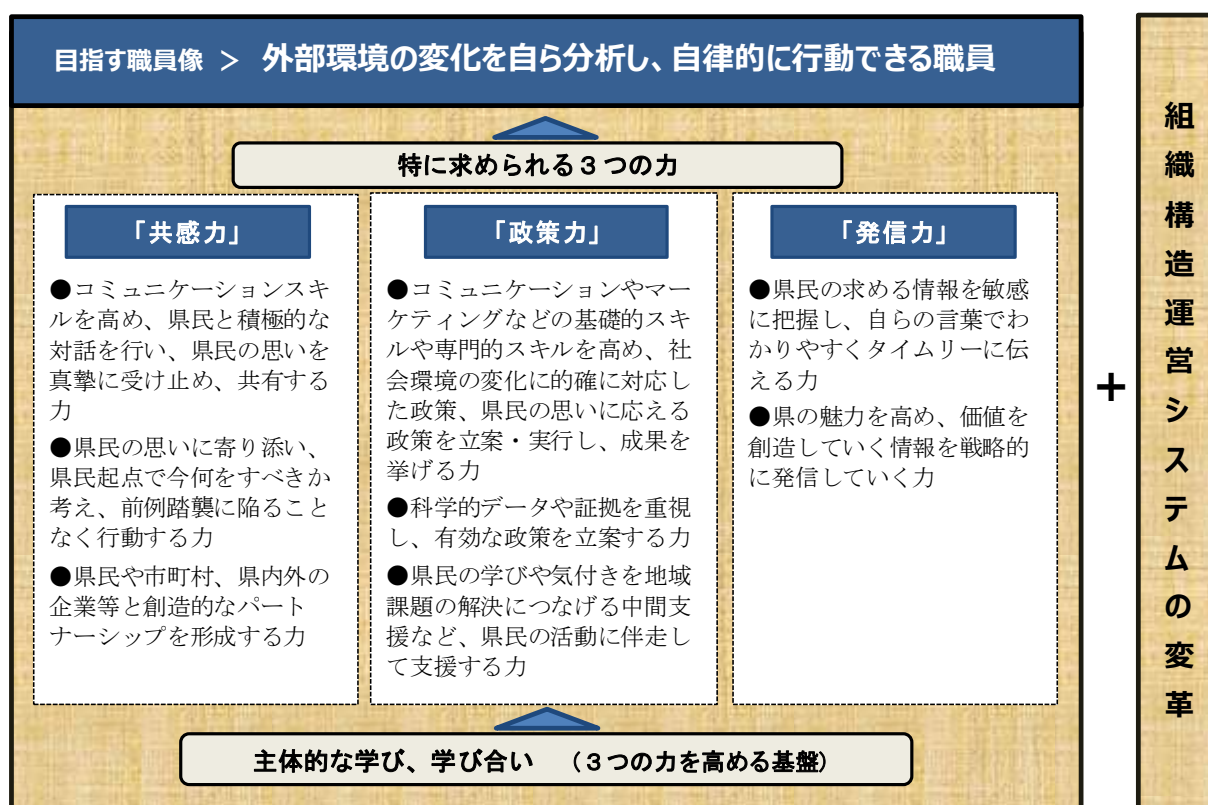 目指す職員像 > 外部環境の変化を自ら分析し、自律的に行動できる職員
特に求められる3つの力
「共感力」
●コミュニケーションスキ
ルを高め、県民と積極的な
対話を行い、県民の思いを
真摯に受け止め、共有する
力
●県民の思いに寄り添い、
県民起点で今何をすべきか
考え、前例踏襲に陥ること
なく行動する力
●県民や市町村、県内外の
企業等と創造的なパート
ナーシップを形成する力
「政策力」
●コミュニケーションやマー
ケティングなどの基礎的スキ
ルや専門的スキルを高め、社
会環境の変化に的確に対応し
た政策、県民の思いに応える
政策を立案・実行し、成果を
挙げる力
●科学的データや証拠を重視
し、有効な政策を立案する力
●県民の学びや気付きを地域
課題の解決につなげる中間支
援など、県民の活動に伴走し
て支援する力
「発信力」
●県民の求める情報を敏感
に把握し、自らの言葉でわ
かりやすくタイムリーに伝
える力
●県の魅力を高め、価値を
創造していく情報を戦略的
に発信していく力
主体的な学び、学び合い (3つの力を高める基盤)
+
組織構造運営システムの変革